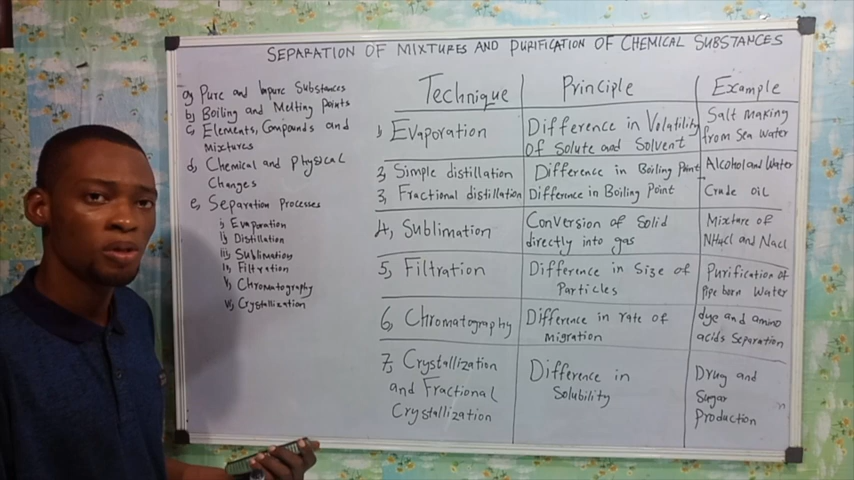 SEPARATION OF MIXTURES AND PURIFICATION OF CHEMICAL SUBSTANCES
a, Pure and Impure Substances
b, Boiling and Melting Points
c, Elements, Compounds and
Mixtures
d, Chemical and physical
Changes
e, Separation Processes
i, Evaporation
ii, Distillation
iii, Sublimation
iv, Filtration
v, Chromatography
vi, Crystallization
Technique
Principle
Example
1, Evaporation
Difference in Volatility
of Solute and Solvent
Salt making
from Sea Water
2, Simple distillation
Difference in Boiling Point
Alcohol and Water
3, Fractional distillation
Difference in Boiling Point
Crude oil
4, Sublimation
Conversion of Solid
directly into gas
Mixture of
NH4Cl and NaCl
5, Filtration
Difference in Size of
Particles
Purification of
Pipe born Water
6, Chromatography
Difference in rate of
migration
dye and amino
acids Separation
7, Crystallization
and Fractional
Crystallization
Difference in
Solubility
Drug and
Sugar
Production